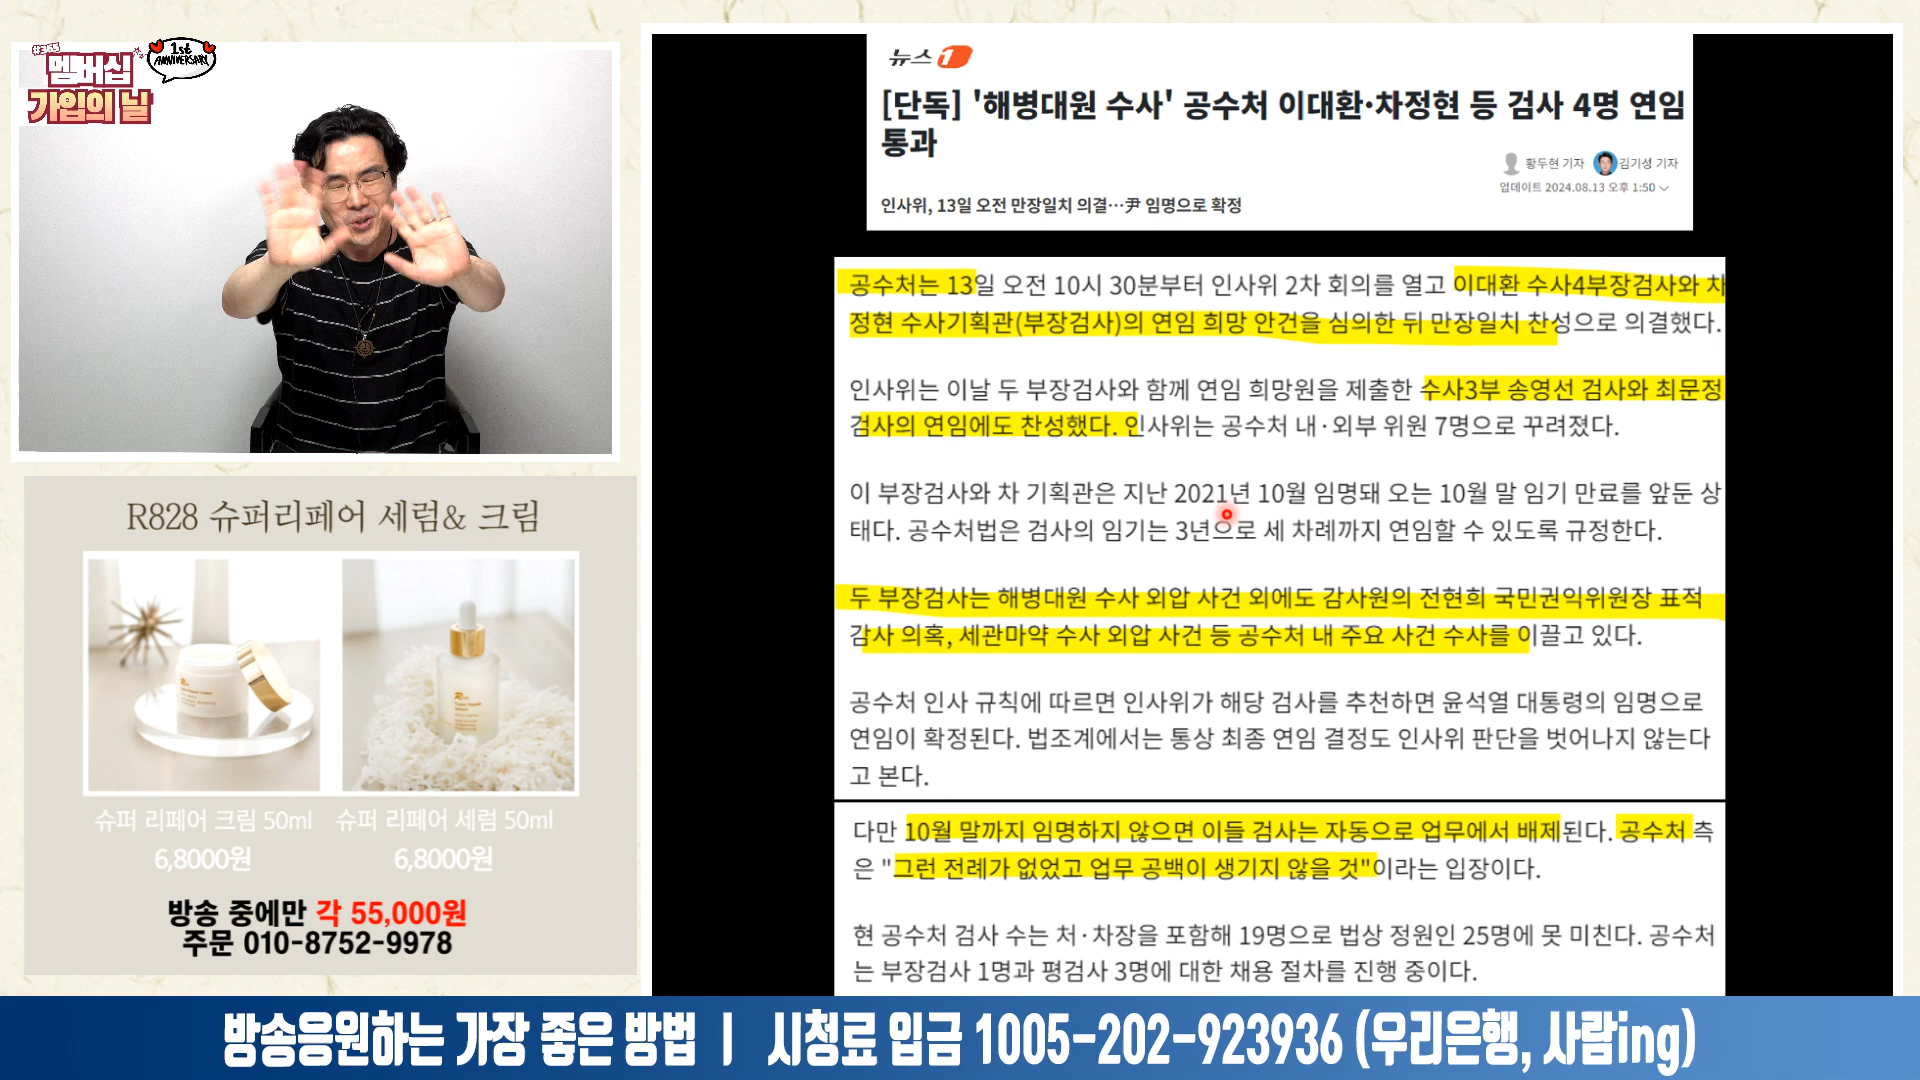 #365
멤버십
가입의 날
1st
ANNIVERSARY
R828 슈퍼리페어 세럼& 크림
슈퍼 리페어 크림 50ml
6,8000원
슈퍼 리페어 세럼 50ml
6,8000원
방송 중에만 각 55,000원
주문 010-8752-9978
뉴스1
[단독] '해병대원 수사' 공수처 이대환·차정현 등 검사 4명 연임
통과
황두현 기자 김기성 기자
업데이트 2024.08.13 오후 1:50
인사위, 13일 오전 만장일치 의결…尹 임명으로 확정
공수처는 13일 오전 10시 30분부터 인사위 2차 회의를 열고 이대환 수사4부장검사와 차
정현 수사기획관(부장검사)의 연임 희망 안건을 심의한 뒤 만장일치 찬성으로 의결했다.
인사위는 이날 두 부장검사와 함께 연임 희망원을 제출한 수사3부 송영선 검사와 최문정
검사의 연임에도 찬성했다. 인사위는 공수처 내·외부 위원 7명으로 꾸려졌다.
이 부장검사와 차 기획관은 지난 2021년 10월 임명돼 오는 10월 말 임기 만료를 앞둔 상
태다. 공수처법은 검사의 임기는 3년으로 세 차례까지 연임할 수 있도록 규정한다.
두 부장검사는 해병대원 수사 외압 사건 외에도 감사원의 전현희 국민권익위원장 표적
감사 의혹, 세관마약 수사 외압 사건 등 공수처 내 주요 사건 수사를 이끌고 있다.
공수처 인사 규칙에 따르면 인사위가 해당 검사를 추천하면 윤석열 대통령의 임명으로
연임이 확정된다. 법조계에서는 통상 최종 연임 결정도 인사위 판단을 벗어나지 않는다
고 본다.
다만 10월 말까지 임명하지 않으면 이들 검사는 자동으로 업무에서 배제된다. 공수처 측
은 "그런 전례가 없었고 업무 공백이 생기지 않을 것"이라는 입장이다.
현 공수처 검사 수는 처·차장을 포함해 19명으로 법상 정원인 25명에 못 미친다. 공수처
는 부장검사 1명과 평검사 3명에 대한 채용 절차를 진행 중이다.
방송응원하는 가장 좋은 방법 ㅣ 시청료 입금 1005-202-923936 (우리은행, 사람ing)